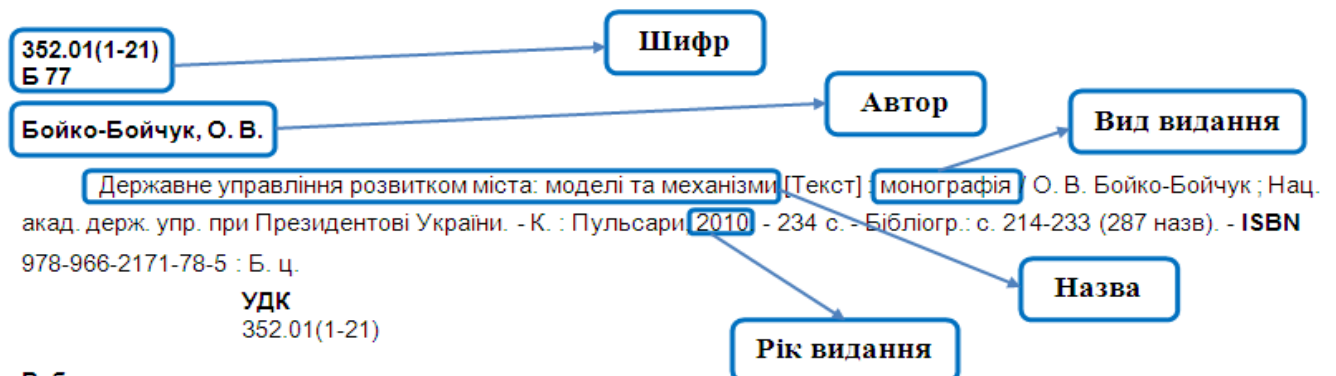 352.01(1-21)
Б 77
Шифр
Автор
Бойко-Бойчук, О. В.
Вид видання
Державне управління розвитком міста: моделі та механізми [Текст] : монографія / О. В. Бойко-Бойчук ; Нац.
акад. держ. упр. при Президентові України. - К. : Пульсари, 2010. - 234 с. - Бібліогр.: с. 214-233 (287 назв). - ISBN
978-966-2171-78-5 : Б. ц.
Назва
УДК
352.01(1-21)
Рік видання